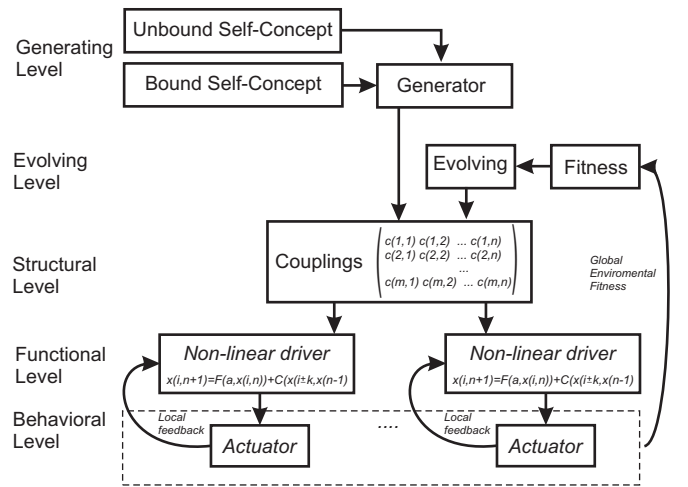 Generating
Level
Unbound Self-Concept
Bound Self-Concept
Generator
Evolving
Level
Evolving
Fitness
Structural
Level
Couplings
c(1,1) c(1,2) ... c(1,n)
c(2,1) c(2,2) ... c(2,n)
...
c(m,1) c(m,2) ... c(m,n)
Global
Enviromental
Fitness
Functional
Level
Non-linear driver
x(i,n+1)=F(a,x(i,n))+C(x(i±k,x(n-1)
Non-linear driver
x(i,n+1)=F(a,x(i,n))+C(x(i±k,x(n-1)
Behavioral
Level
Local
feedback
Actuator
....
Local
feedback
Actuator